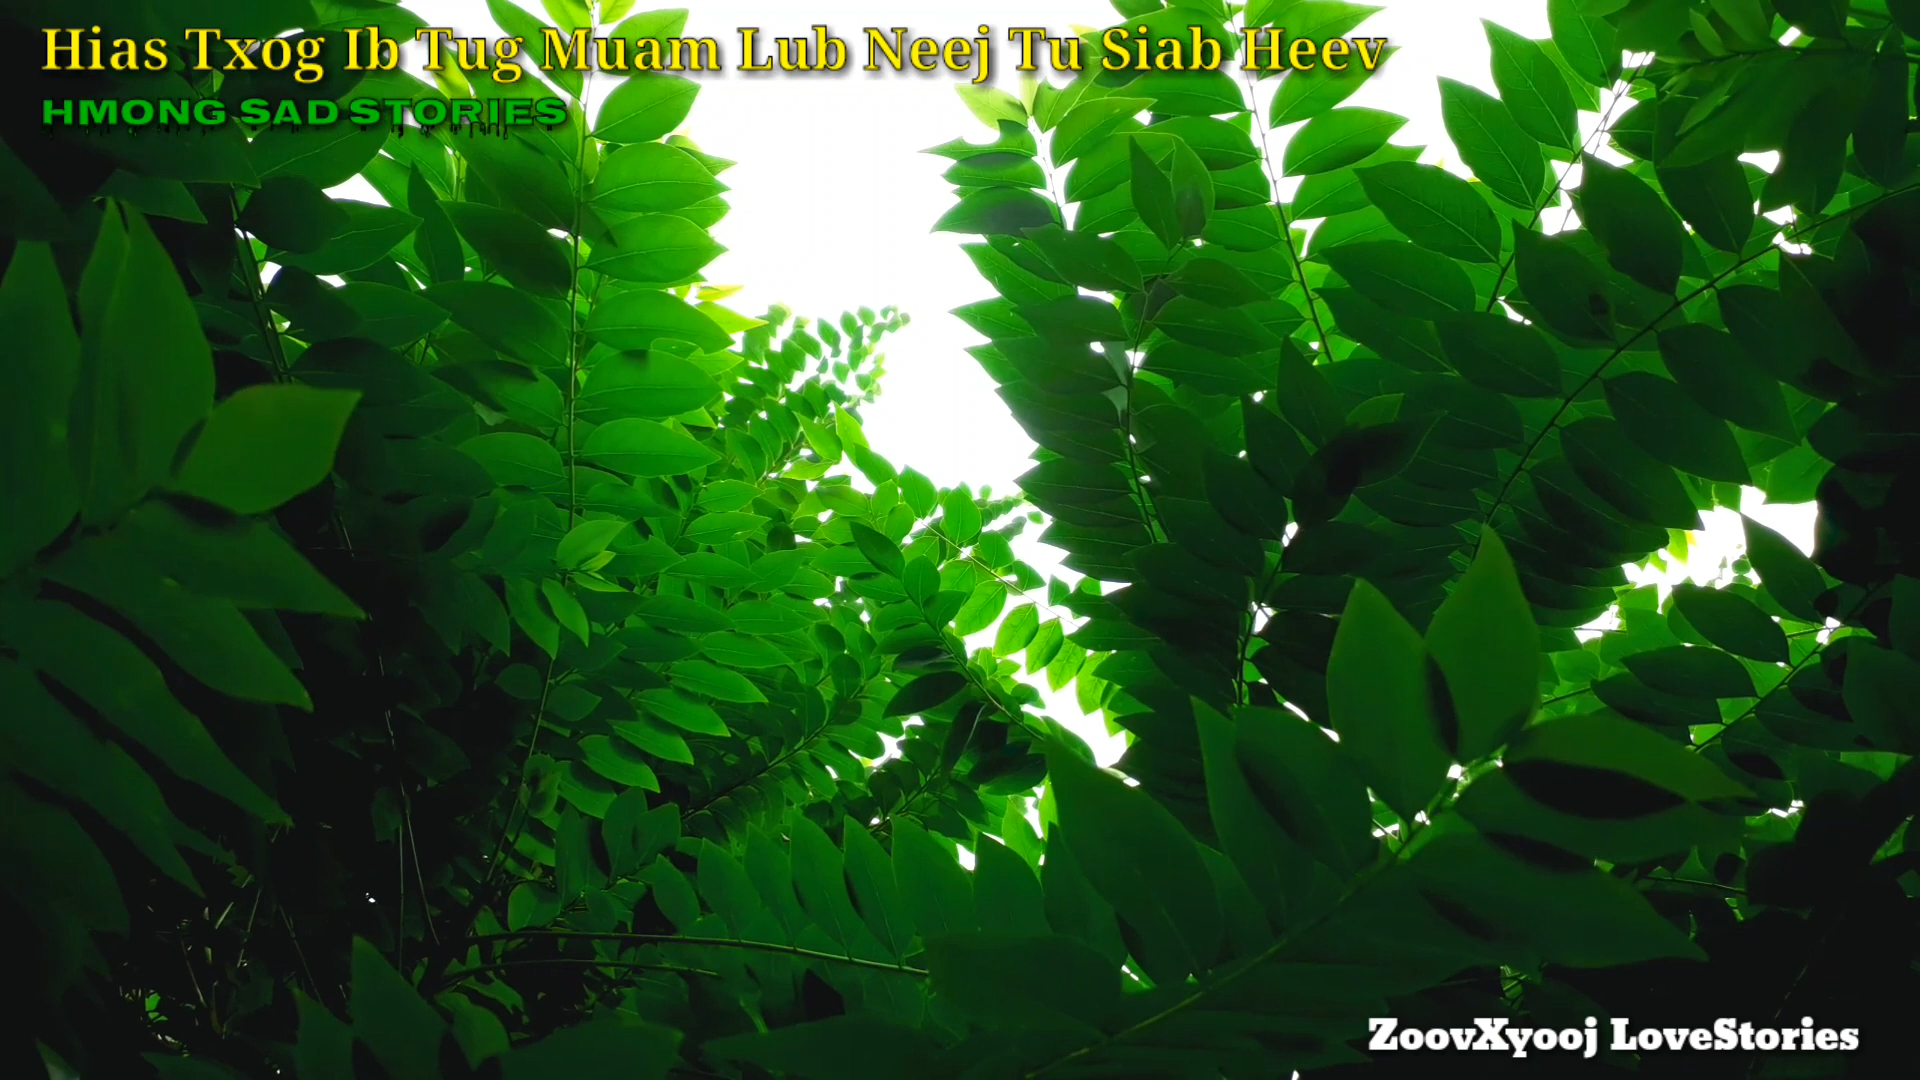 Hias Txog Ib Tug Muam Lub Neej Tu Siab Heev
HMONG SAD STORIES
ZoovXyooj LoveStories